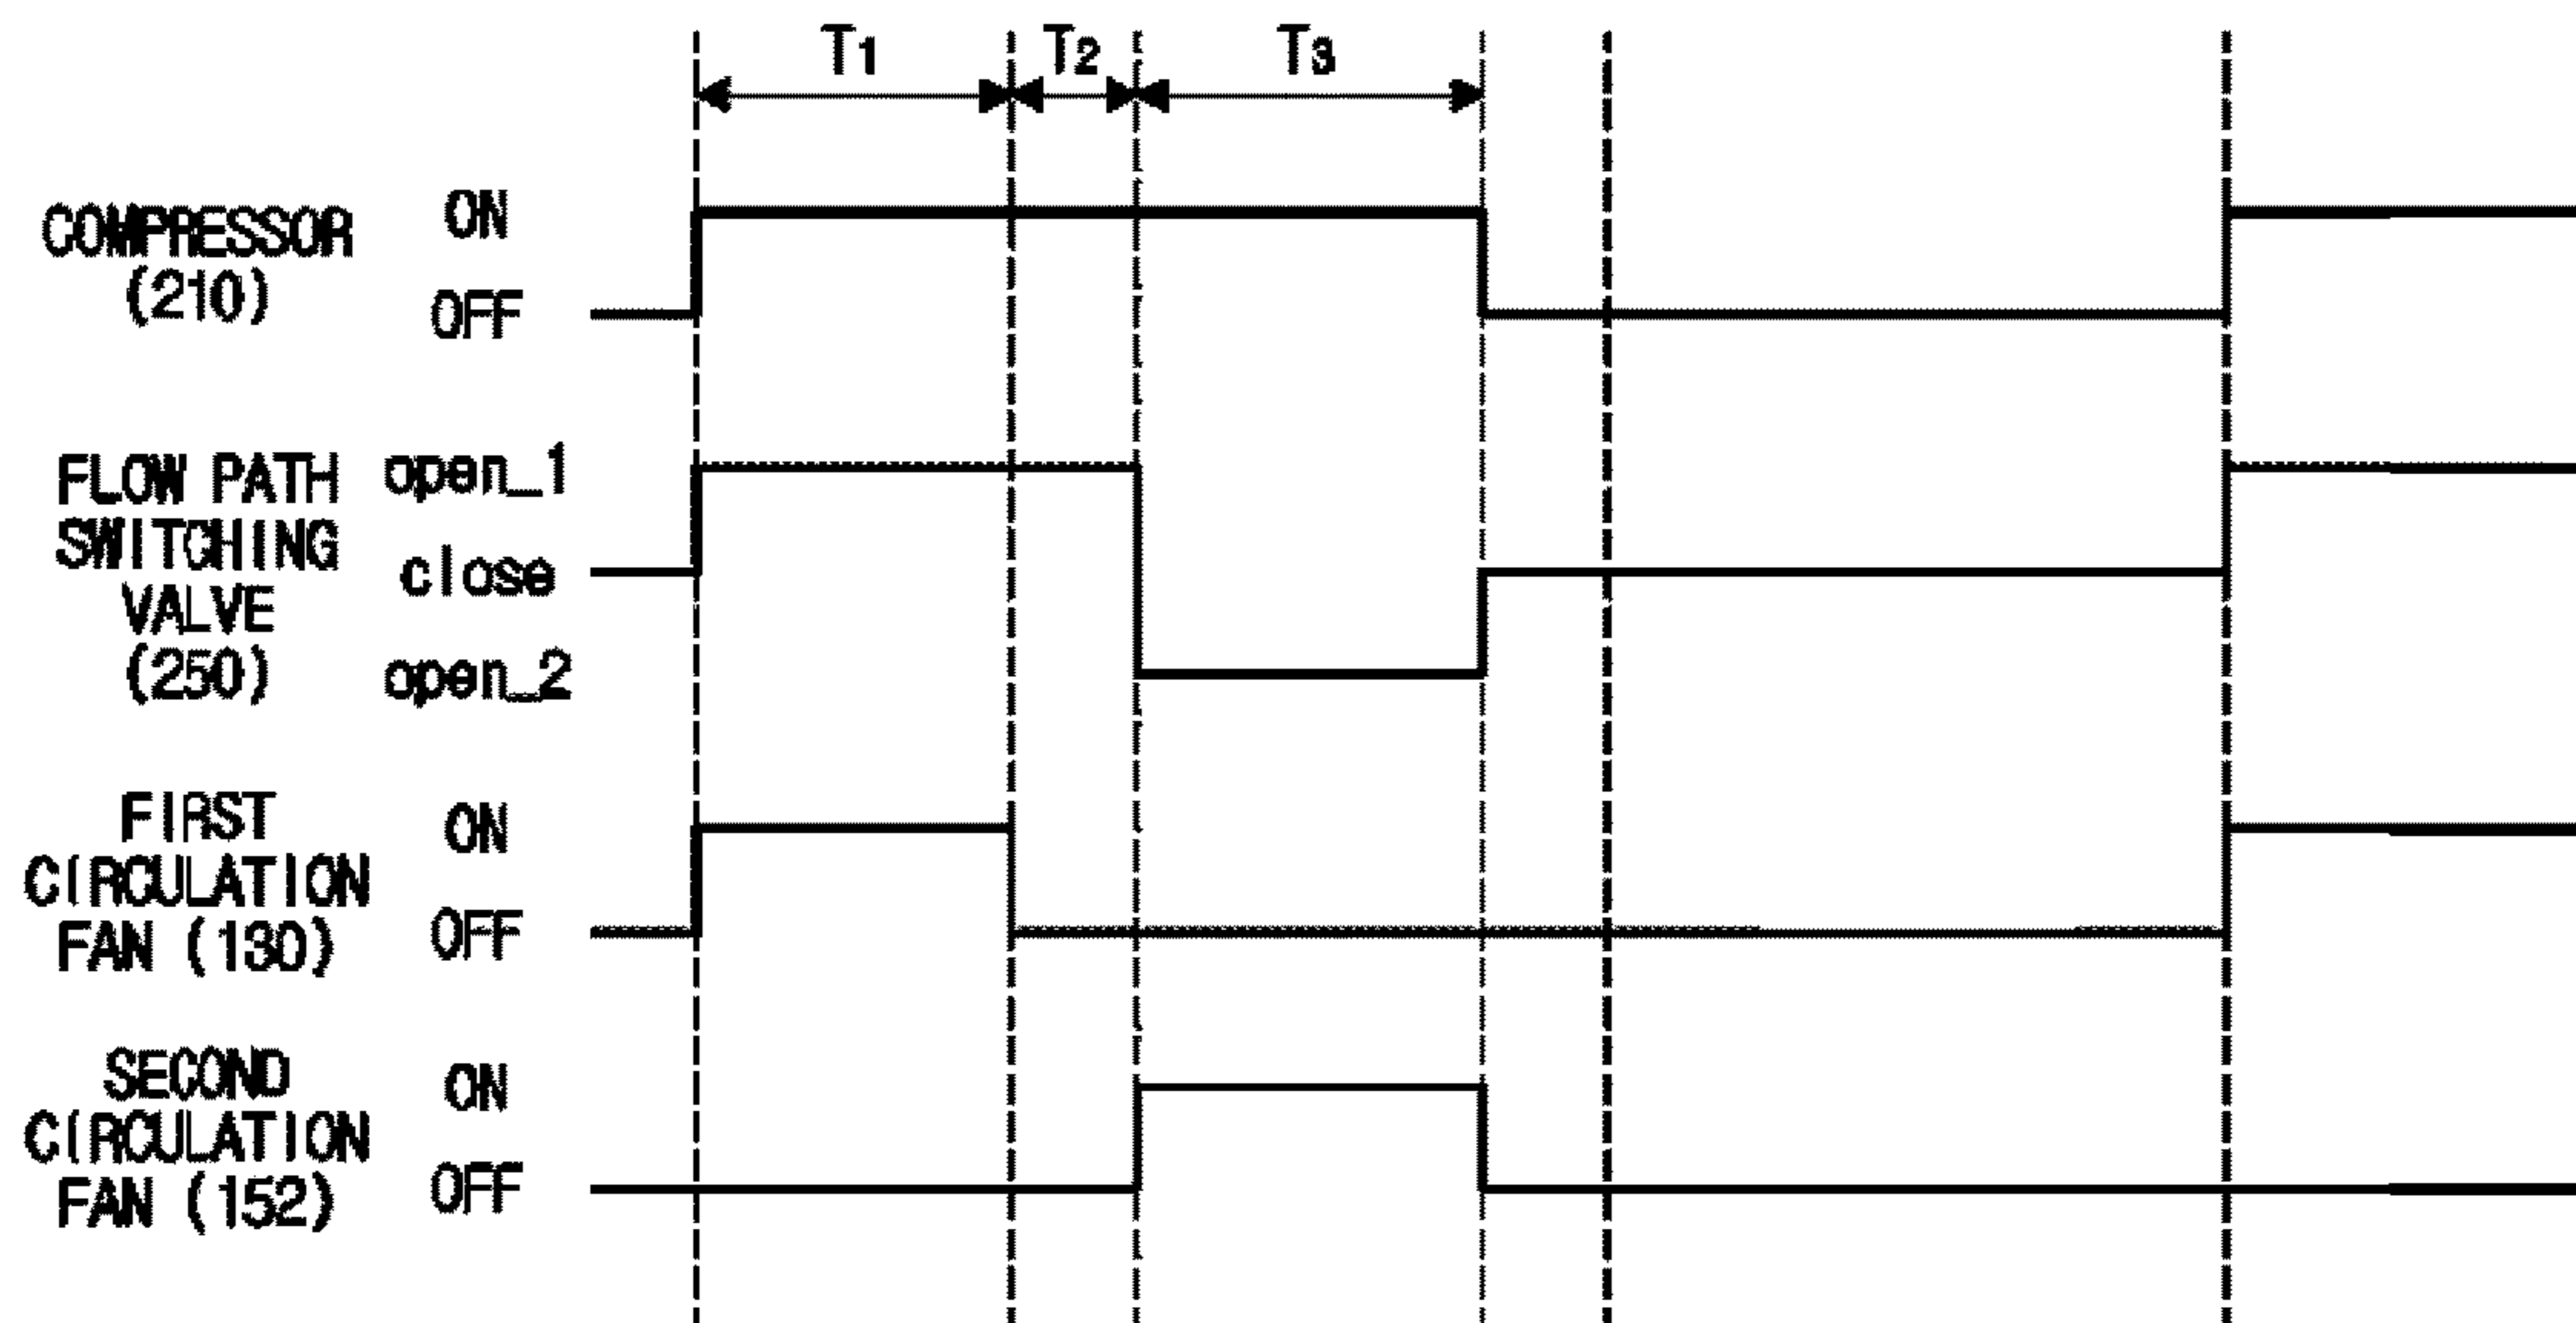 T1 T2 T3
COMPRESSOR
(210)
ON
OFF
FLOW PATH
SWITCHING
VALVE
(250)
open_1
close
open_2
FIRST
CIRCULATION
FAN (130)
ON
OFF
SECOND
CIRCULATION
FAN (152)
ON
OFF